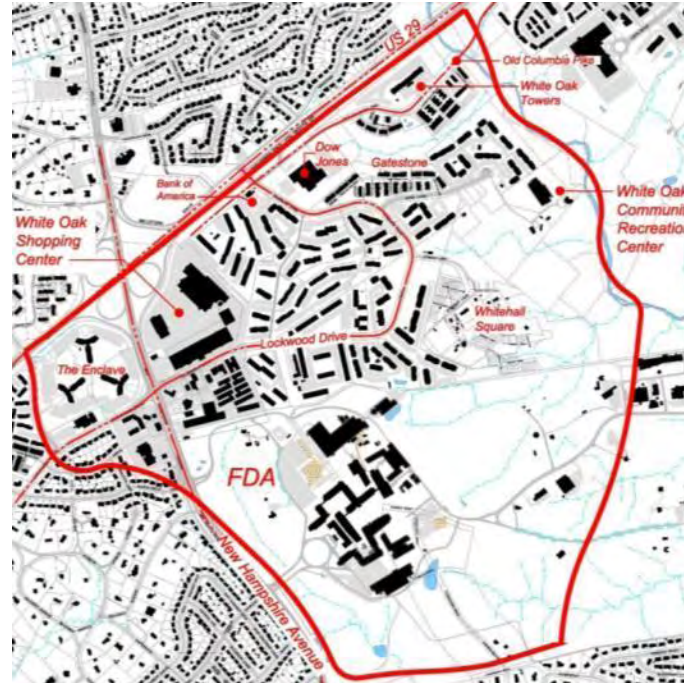 US 29
Old Columbia Pike
White Oak
Towers
Dow
Jones
Gatestone
Bank of
America
White Oak
Shopping
Center
White Oak
Communi
Recreation
Center
Whitehall
Square
Lockwood Drive
The Enclave
FDA
New Hampshire Avenue